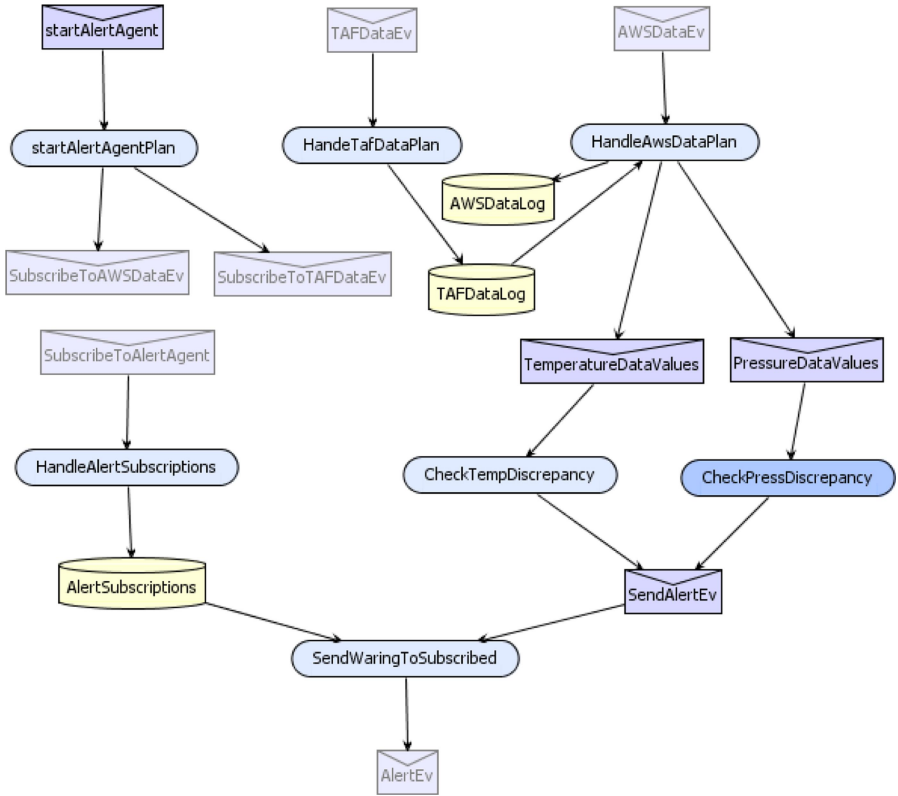 startAlertAgent
TAFDataEv
AWSDataEv
startAlertAgentPlan
HandeTafDataPlan
HandleAwsDataPlan
AWSDataLog
SubscribeToAWSDataEv
SubscribeToTAFDataEv
TAFDataLog
SubscribeToAlertAgent
TemperatureDataValues
PressureDataValues
HandleAlertSubscriptions
CheckTempDiscrepancy
CheckPressDiscrepancy
AlertSubscriptions
SendAlertEv
SendWaringToSubscribed
AlertEv